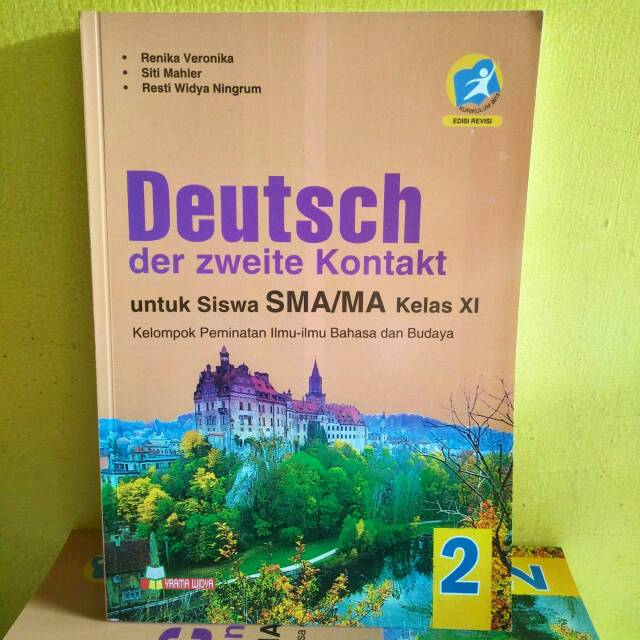 • Renika Veronika
• Siti Mahler
• Resti Widya Ningrum
KURIKULUM 2013
EDISI REVISI
Deutsch
der zweite Kontakt
untuk Siswa SMA/MA Kelas XI
Kelompok Peminatan Ilmu-ilmu Bahasa dan Budaya
YRAMA WIDYA
2
2